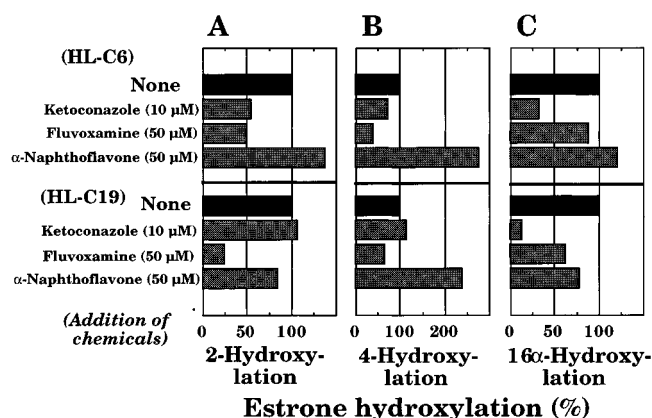 A B C
(HL-C6)
None
Ketoconazole (10 µM)
Fluvoxamine (50 µM)
α-Naphthoflavone (50 µM)
(HL-C19)
None
Ketoconazole (10 µM)
Fluvoxamine (50 µM)
α-Naphthoflavone (50 µM)
(Addition of
chemicals)
0 50 100
2-Hydroxy-
lation
0 100 200
4-Hydroxy-
lation
0 50 100
16α-Hydroxy-
lation
Estrone hydroxylation (%)